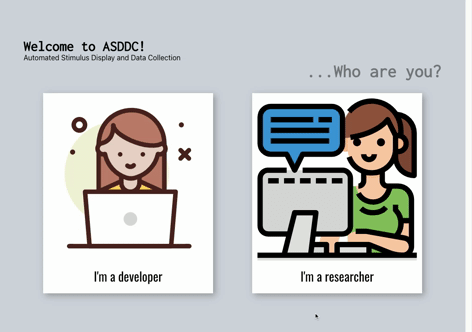 Welcome to ASDDC!
Automated Stimulus Display and Data Collection
...Who are you?
I'm a developer
I'm a researcher